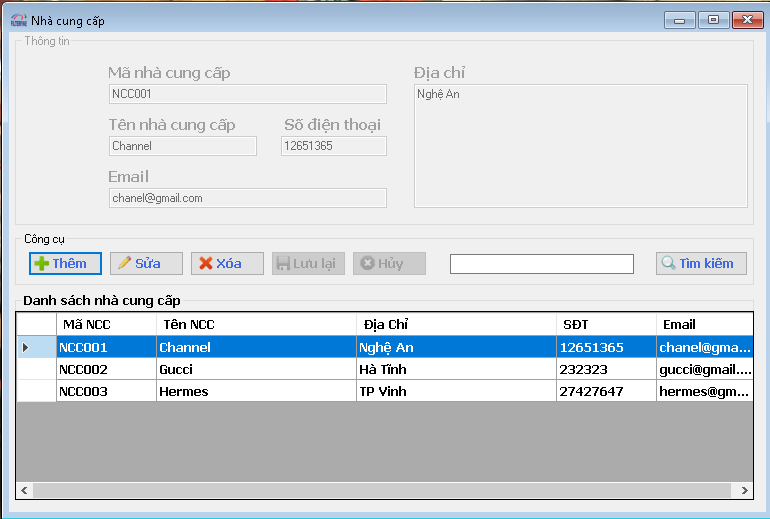 Nhà cung cấp
Thông tin
Mã nhà cung cấp
Địa chỉ
NCC001
Nghệ An
Tên nhà cung cấp Số điện thoại
Channel 12651365
Email
chanel@gmail.com
Công cụ
Thêm Sửa Xóa Lưu lại Hủy Tìm kiếm
Danh sách nhà cung cấp
Mã NCC Tên NCC Địa Chỉ SĐT Email
NCC001 Channel Nghệ An 12651365 chanel@gma...
NCC002 Gucci Hà Tĩnh 232323 gucci@gmail....
NCC003 Hermes TP Vinh 27427647 hermes@gm...